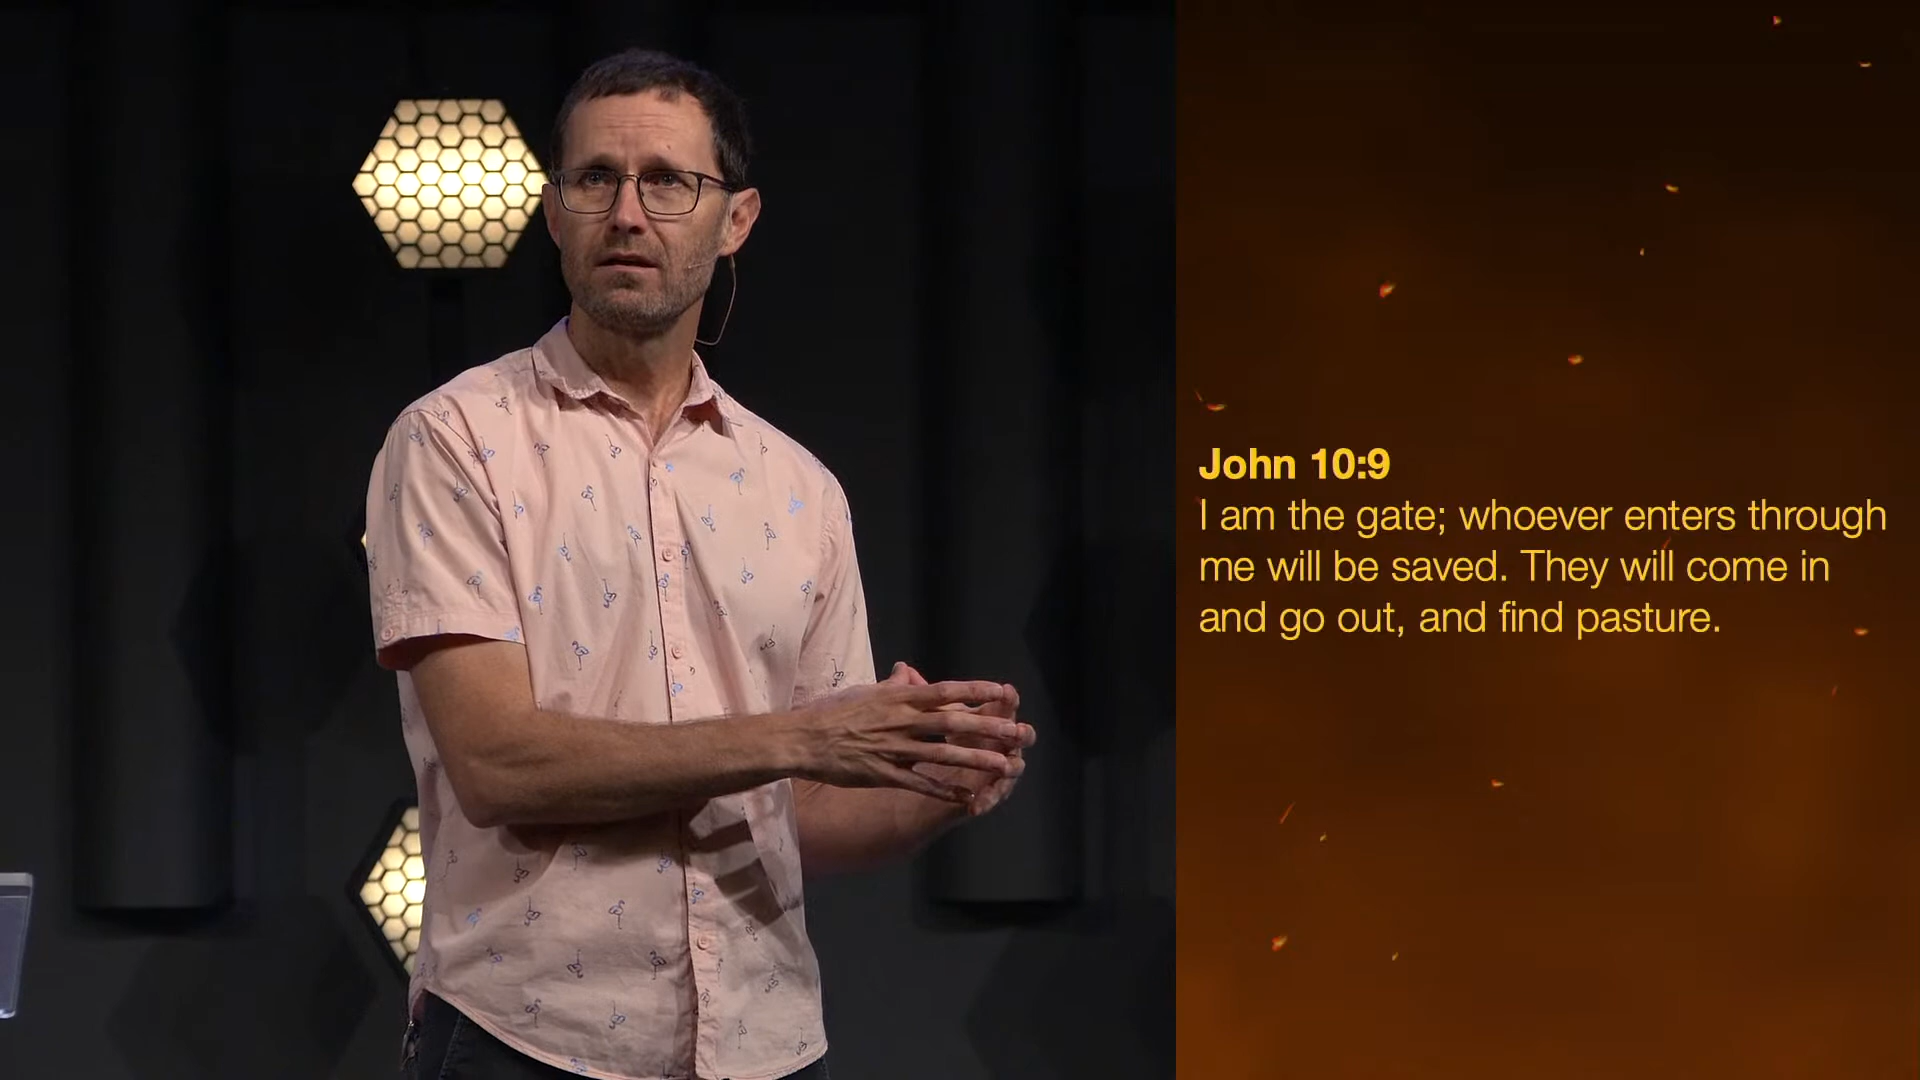 John 10:9
I am the gate; whoever enters through
me will be saved. They will come in
and go out, and find pasture.